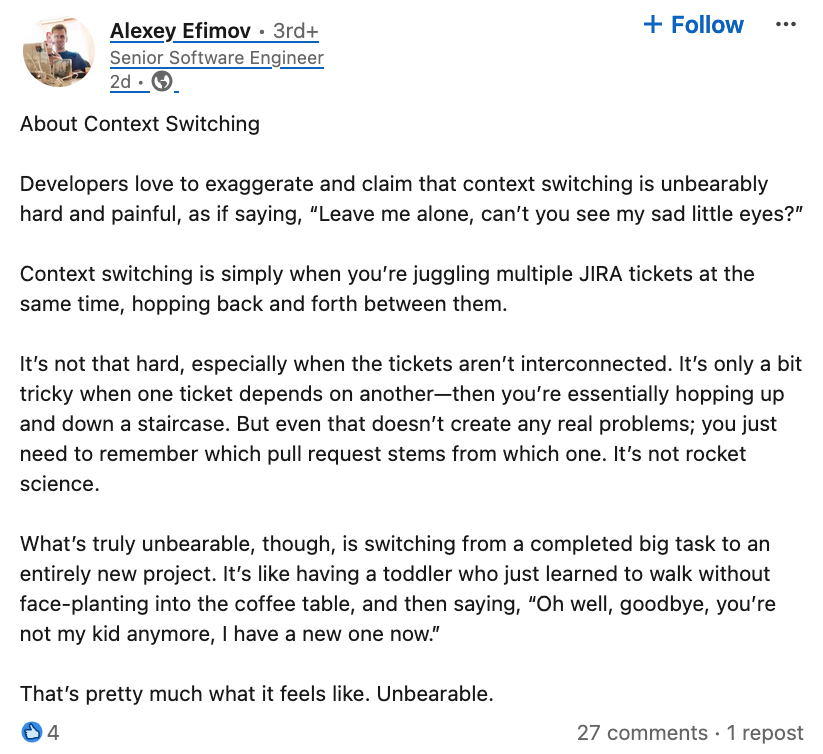 Alexey Efimov • 3rd+
+ Follow
Senior Software Engineer
2d •
About Context Switching
Developers love to exaggerate and claim that context switching is unbearably
hard and painful, as if saying, “Leave me alone, can’t you see my sad little eyes?”
Context switching is simply when you’re juggling multiple JIRA tickets at the
same time, hopping back and forth between them.
It’s not that hard, especially when the tickets aren’t interconnected. It’s only a bit
tricky when one ticket depends on another—then you’re essentially hopping up
and down a staircase. But even that doesn’t create any real problems; you just
need to remember which pull request stems from which one. It’s not rocket
science.
What’s truly unbearable, though, is switching from a completed big task to an
entirely new project. It’s like having a toddler who just learned to walk without
face-planting into the coffee table, and then saying, “Oh well, goodbye, you’re
not my kid anymore, I have a new one now.”
That’s pretty much what it feels like. Unbearable.
4
27 comments · 1 repost